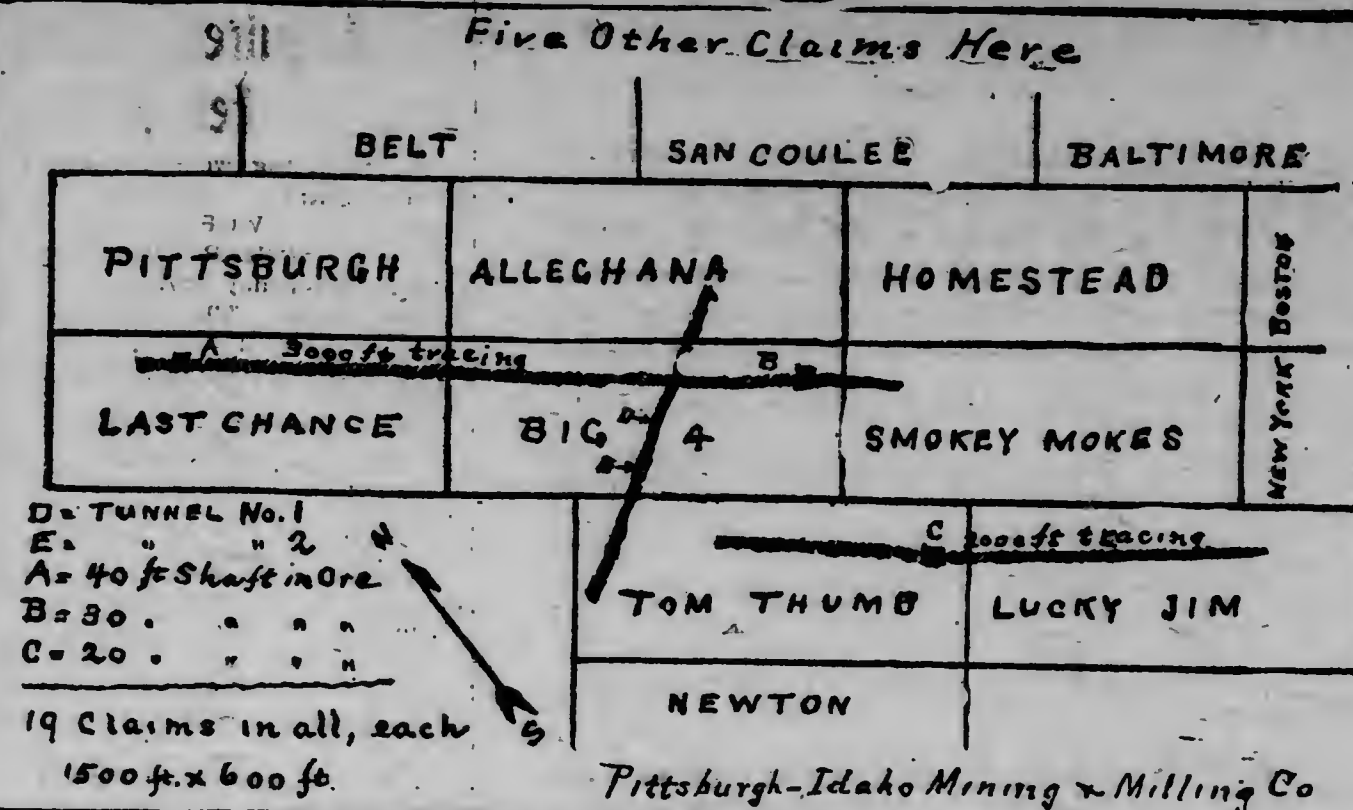 Five Other Claims Here
BELT SAN COULEE BALTIMORE
PITTSBURGH ALLEGHANA HOMESTEAD BOSTON
A 3000 ft tracing B
LAST CHANCE BIG D 4 SMOKEY MOKES NEW YORK
E
D = TUNNEL No. 1
E = " " 2
A = 40 ft Shaft in Ore
B = 30 " " " "
C = 20 " " " "
N
S
C 2000 ft tracing
TOM THUMB LUCKY JIM
NEWTON
19 Claims in all, each
1500 ft. x 600 ft.
Pittsburgh-Idaho Mining & Milling Co